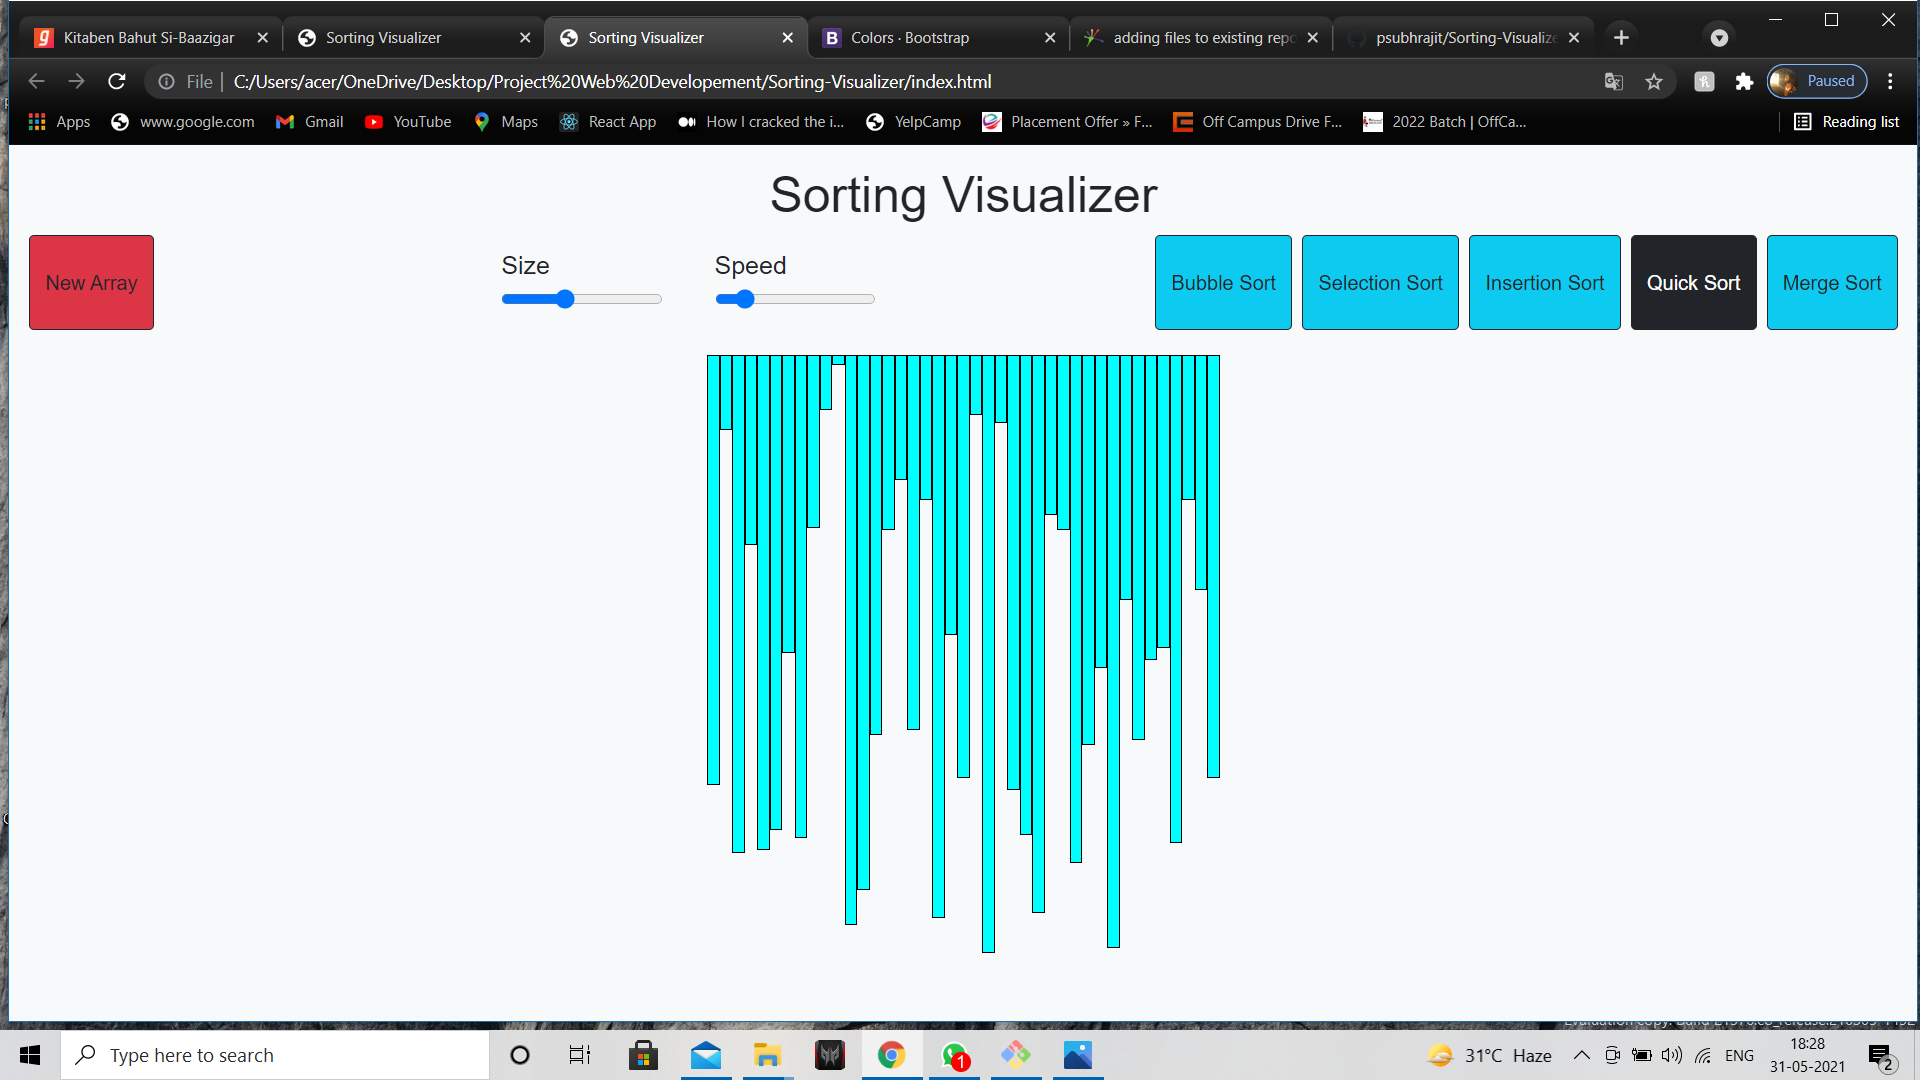 Kitaben Bahut Si-Baazigar
Sorting Visualizer
Sorting Visualizer
Colors · Bootstrap
adding files to existing repo
psubhrajit/Sorting-Visualize
File
C:/Users/acer/OneDrive/Desktop/Project%20Web%20Developement/Sorting-Visualizer/index.html
Paused
Apps
www.google.com
Gmail
YouTube
Maps
React App
How I cracked the i...
YelpCamp
Placement Offer » F...
Off Campus Drive F...
2022 Batch | OffCa...
Reading list
Sorting Visualizer
New Array
Size
Speed
Bubble Sort
Selection Sort
Insertion Sort
Quick Sort
Merge Sort
Type here to search
1
31°C Haze
ENG
18:28
31-05-2021
2